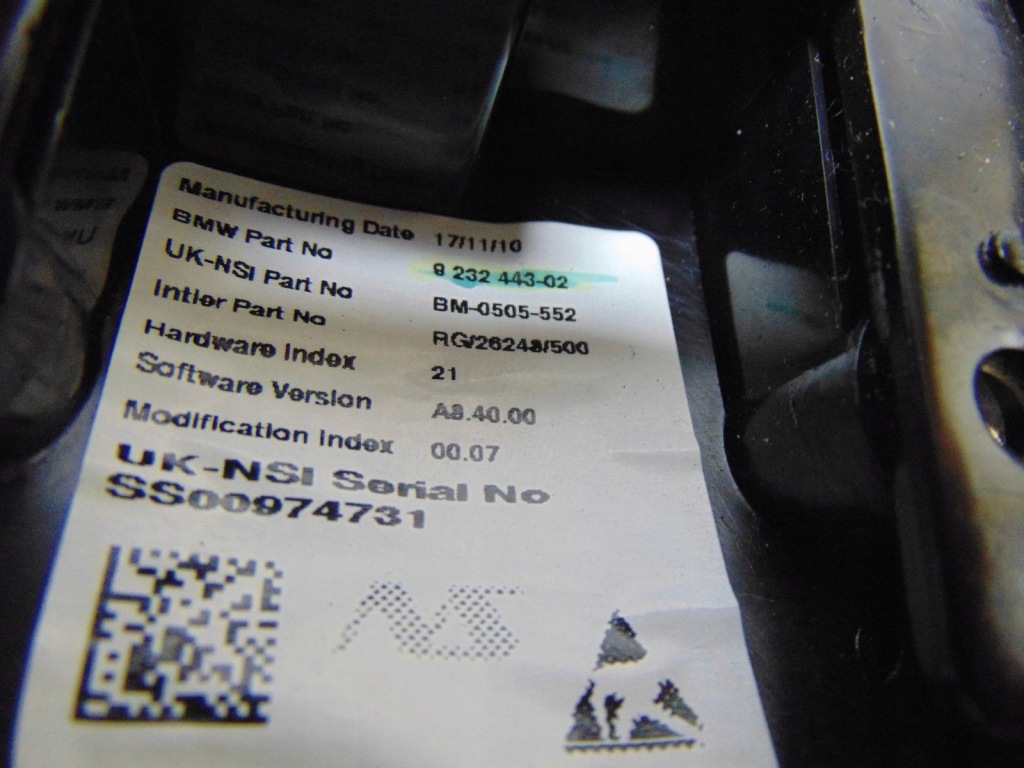 Manufacturing Date 17/11/10
BMW Part No 9 232 443-02
UK-NSI Part No BM-0505-552
Intier Part No RG/26248/500
Hardware Index 21
Software Version A8.40.00
Modification Index 00.07
UK-NSI Serial No
SS00974731